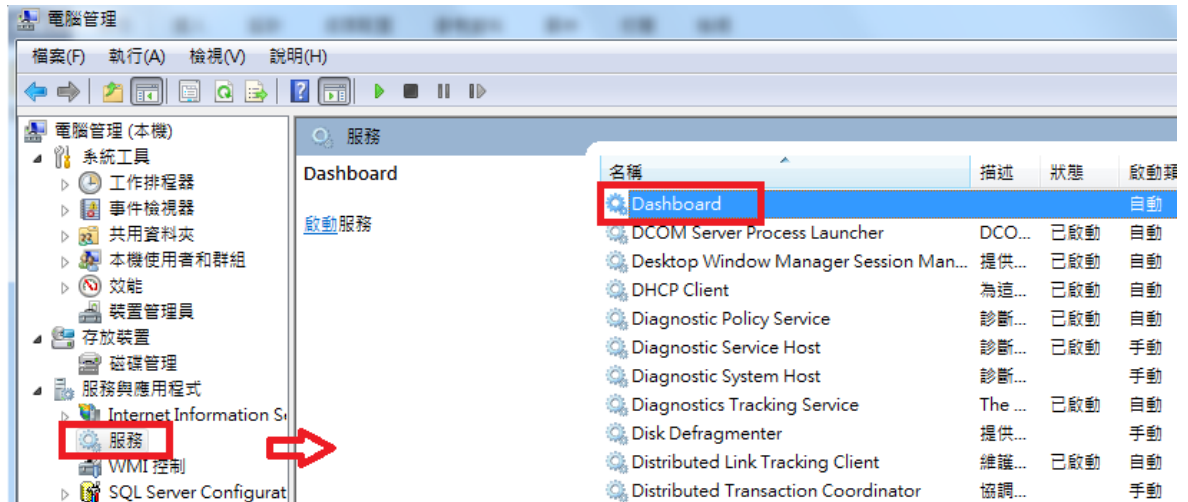 電腦管理
檔案(F) 執行(A) 檢視(V) 說明(H)
電腦管理 (本機)
系統工具
工作排程器
事件檢視器
共用資料夾
本機使用者和群組
效能
裝置管理員
存放裝置
磁碟管理
服務與應用程式
Internet Information Se
服務
WMI 控制
SQL Server Configurat
服務
Dashboard
啟動服務
名稱 描述 狀態 啟動類
Dashboard 自動
DCOM Server Process Launcher DCO... 已啟動 自動
Desktop Window Manager Session Man... 提供... 已啟動 自動
DHCP Client 為這... 已啟動 自動
Diagnostic Policy Service 診斷... 已啟動 自動
Diagnostic Service Host 診斷... 已啟動 手動
Diagnostic System Host 診斷... 手動
Diagnostics Tracking Service The ... 已啟動 自動
Disk Defragmenter 提供... 手動
Distributed Link Tracking Client 維護... 已啟動 自動
Distributed Transaction Coordinator 協調... 手動